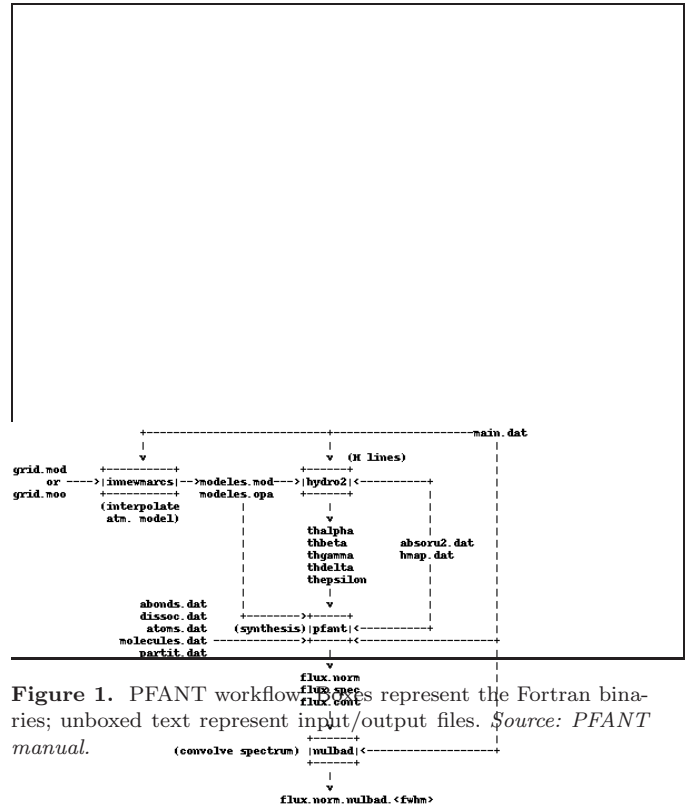 +-----------------------+------------------main.dat
|                       |                    |
v                       v  (H lines)         |
grid.mod    +-----------+              +------+
or ---->|innewmarcs|-->modeles.mod--->|hydro2|<-----------+
grid.moo    +-----------+   modeles.opa    +------+
(interpolate
atm. model)
thalpha
thbeta absoru2.dat
thgamma hmap.dat
thdelta
thepsilon
abonds.dat v
dissoc.dat +-------->+-----+
atoms.dat (synthesis)|pfant|<---------+
molecules.dat ----------->+-----+<-----------------+
partit.dat
v
flux.norm
flux.spec
flux.cont
Figure 1. PFANT workflow. Boxes represent the Fortran bina-
ries; unboxed text represent input/output files. Source: PFANT
manual.
+------+
(convolve spectrum) |nulbad|<----------------+
+------+
|
v
flux.norm.nulbad.<fwhm>